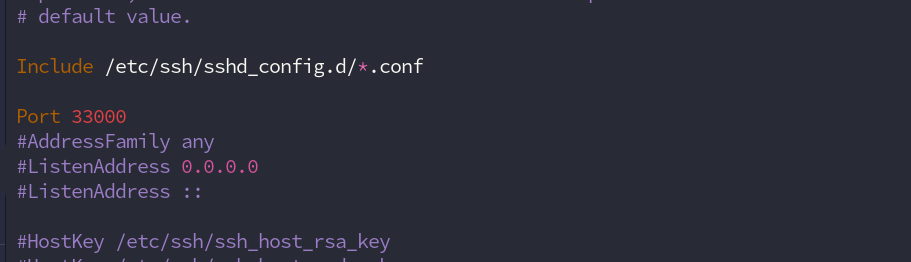 # default value.
Include /etc/ssh/sshd_config.d/*.conf
Port 33000
#AddressFamily any
#ListenAddress 0.0.0.0
#ListenAddress ::
#HostKey /etc/ssh/ssh_host_rsa_key